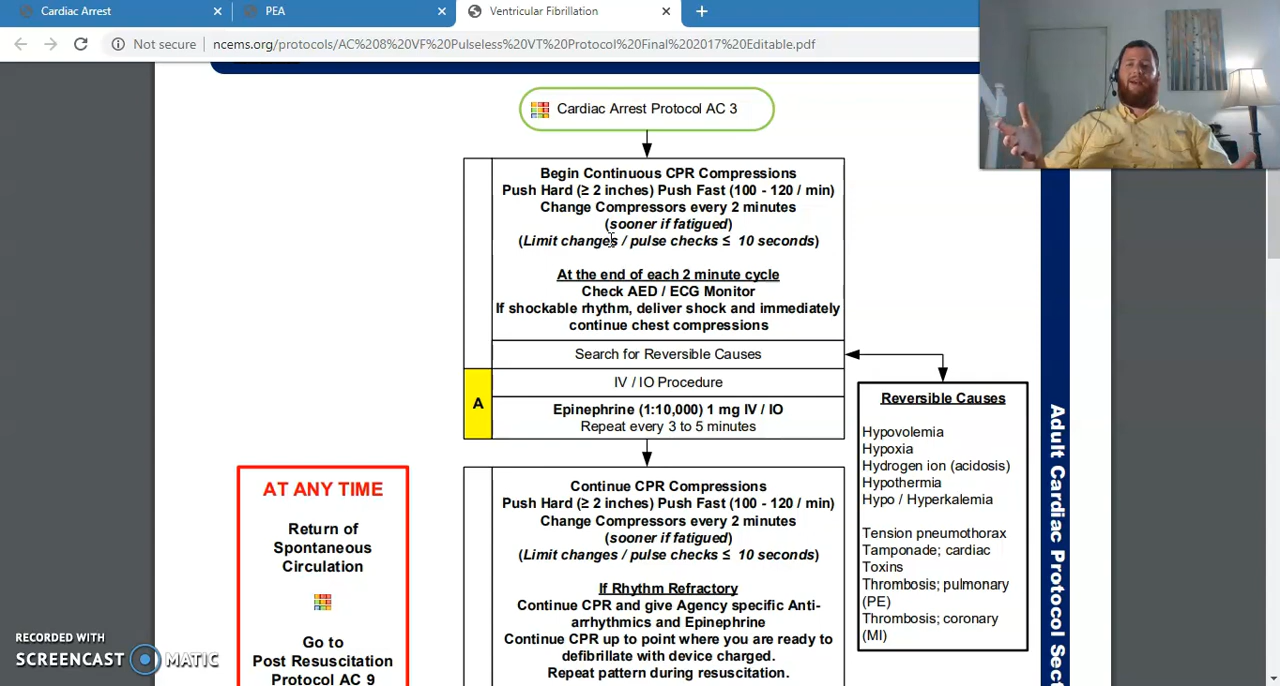 Cardiac Arrest
PEA
Ventricular Fibrillation
Not secure
ncems.org/protocols/AC%208%20VF%20Pulseless%20VT%20Protocol%20Final%202017%20Editable.pdf
Cardiac Arrest Protocol AC 3
Begin Continuous CPR Compressions
Push Hard (≥ 2 inches) Push Fast (100 - 120 / min)
Change Compressors every 2 minutes
(sooner if fatigued)
(Limit changes / pulse checks ≤ 10 seconds)
At the end of each 2 minute cycle
Check AED / ECG Monitor
If shockable rhythm, deliver shock and immediately
continue chest compressions
Search for Reversible Causes
A
IV / IO Procedure
Epinephrine (1:10,000) 1 mg IV / IO
Repeat every 3 to 5 minutes
Reversible Causes
Hypovolemia
Hypoxia
Hydrogen ion (acidosis)
Hypothermia
Hypo / Hyperkalemia
Tension pneumothorax
Tamponade; cardiac
Toxins
Thrombosis; pulmonary
(PE)
Thrombosis; coronary
(MI)
Continue CPR Compressions
Push Hard (≥ 2 inches) Push Fast (100 - 120 / min)
Change Compressors every 2 minutes
(sooner if fatigued)
(Limit changes / pulse checks ≤ 10 seconds)
If Rhythm Refractory
Continue CPR and give Agency specific Anti-
arrhythmics and Epinephrine
Continue CPR up to point where you are ready to
defibrillate with device charged.
Repeat pattern during resuscitation.
AT ANY TIME
Return of
Spontaneous
Circulation
Go to
Post Resuscitation
Protocol AC 9
Adult Cardiac Protocol Sect
RECORDED WITH
SCREENCAST MATIC